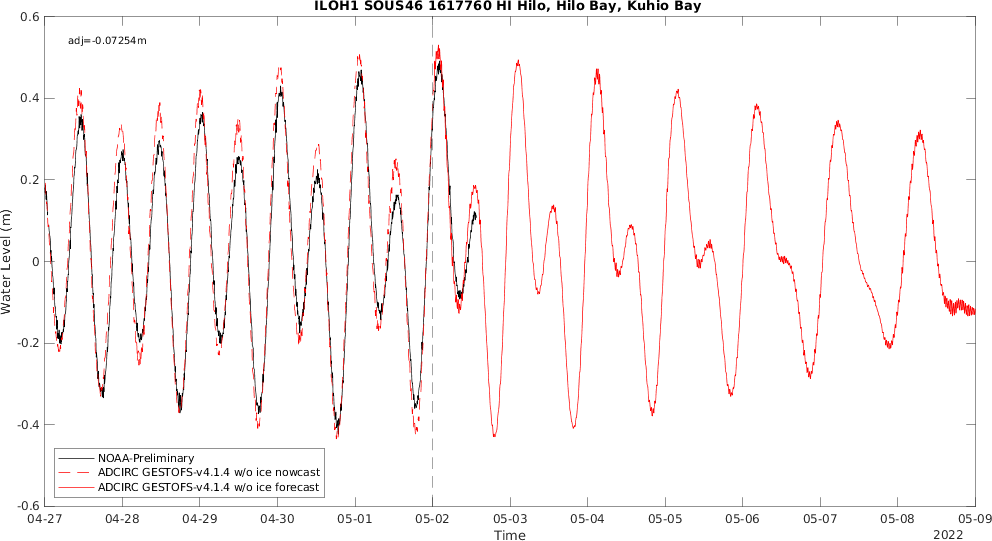 ILOH1 SOUS46 1617760 HI Hilo, Hilo Bay, Kuhio Bay
adj=-0.07254m
0.6
0.4
0.2
0
-0.2
-0.4
-0.6
Water Level (m)
NOAA-Preliminary
ADCIRC GESTOFS-v4.1.4 w/o ice nowcast
ADCIRC GESTOFS-v4.1.4 w/o ice forecast
04-27 04-28 04-29 04-30 05-01 05-02 05-03 05-04 05-05 05-06 05-07 05-08 05-09
Time
2022